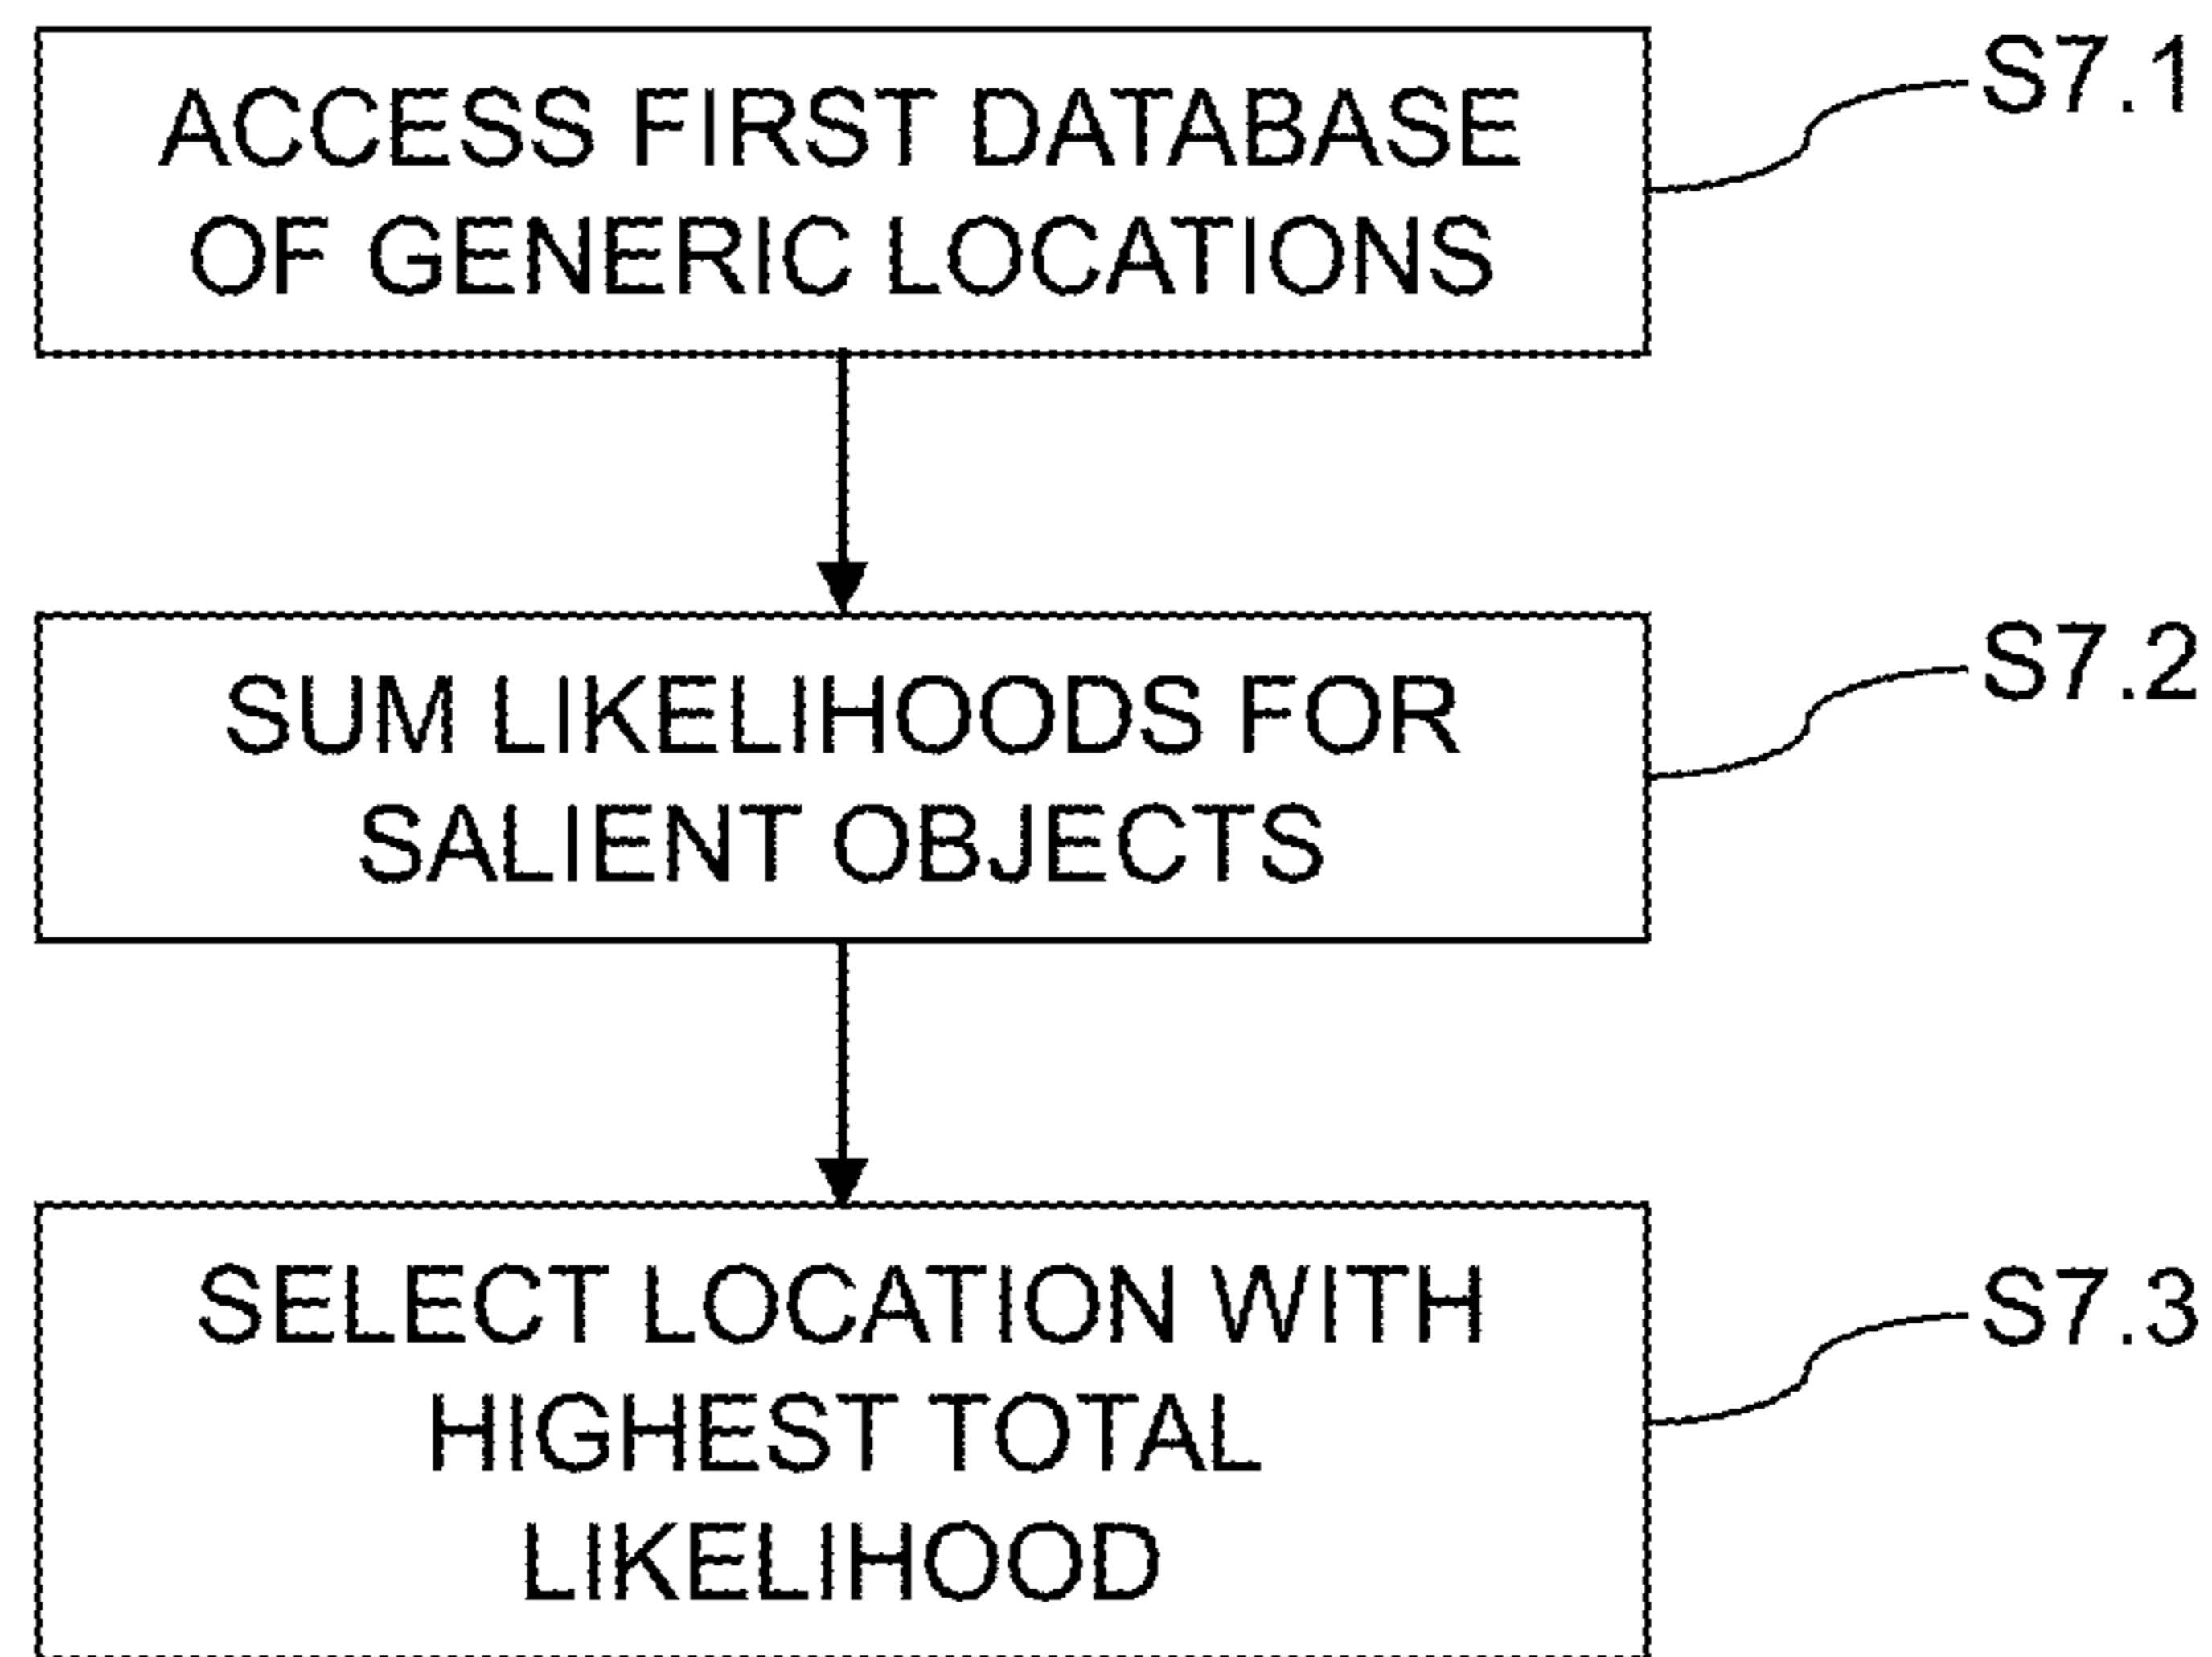 ACCESS FIRST DATABASE
OF GENERIC LOCATIONS
S7.1
SUM LIKELIHOODS FOR
SALIENT OBJECTS
S7.2
SELECT LOCATION WITH
HIGHEST TOTAL
LIKELIHOOD
S7.3